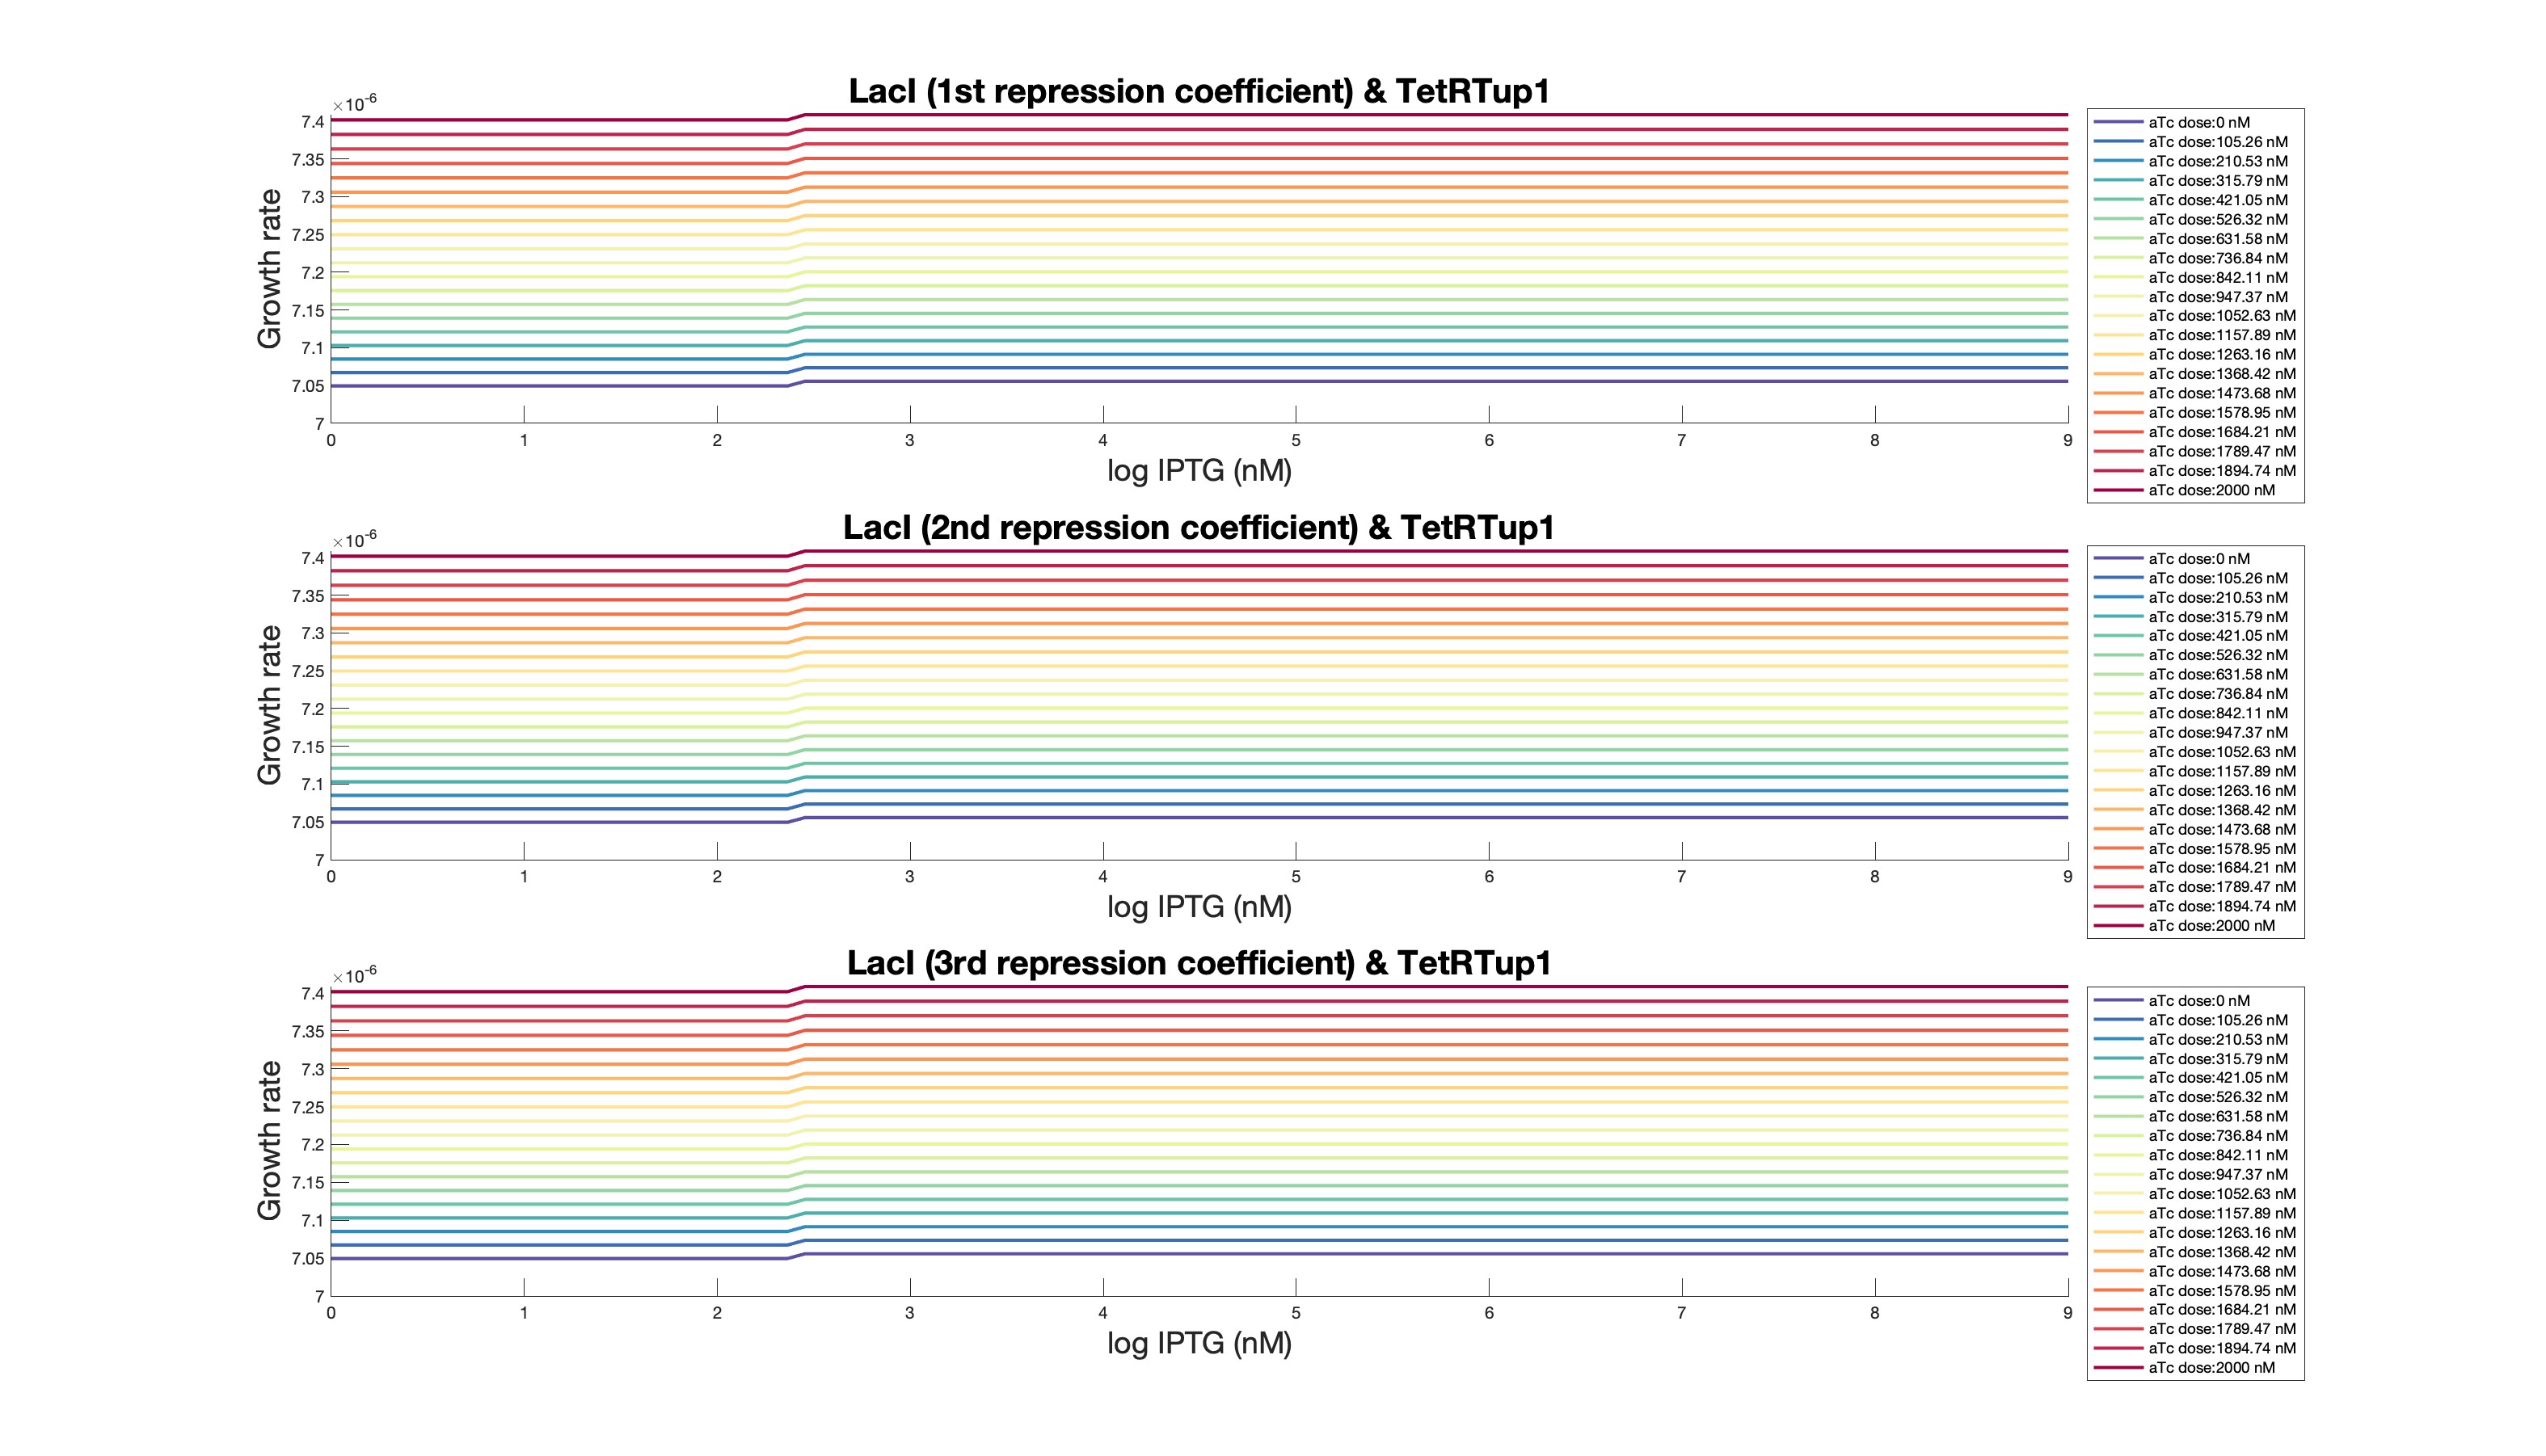 LacI (1st repression coefficient) & TetRTup1
×10-6
7.4
7.35
7.3
7.25
7.2
7.15
7.1
7.05
7
Growth rate
0 1 2 3 4 5 6 7 8 9
log IPTG (nM)
aTc dose:0 nM
aTc dose:105.26 nM
aTc dose:210.53 nM
aTc dose:315.79 nM
aTc dose:421.05 nM
aTc dose:526.32 nM
aTc dose:631.58 nM
aTc dose:736.84 nM
aTc dose:842.11 nM
aTc dose:947.37 nM
aTc dose:1052.63 nM
aTc dose:1157.89 nM
aTc dose:1263.16 nM
aTc dose:1368.42 nM
aTc dose:1473.68 nM
aTc dose:1578.95 nM
aTc dose:1684.21 nM
aTc dose:1789.47 nM
aTc dose:1894.74 nM
aTc dose:2000 nM
LacI (2nd repression coefficient) & TetRTup1
×10-6
7.4
7.35
7.3
7.25
7.2
7.15
7.1
7.05
7
Growth rate
0 1 2 3 4 5 6 7 8 9
log IPTG (nM)
aTc dose:0 nM
aTc dose:105.26 nM
aTc dose:210.53 nM
aTc dose:315.79 nM
aTc dose:421.05 nM
aTc dose:526.32 nM
aTc dose:631.58 nM
aTc dose:736.84 nM
aTc dose:842.11 nM
aTc dose:947.37 nM
aTc dose:1052.63 nM
aTc dose:1157.89 nM
aTc dose:1263.16 nM
aTc dose:1368.42 nM
aTc dose:1473.68 nM
aTc dose:1578.95 nM
aTc dose:1684.21 nM
aTc dose:1789.47 nM
aTc dose:1894.74 nM
aTc dose:2000 nM
LacI (3rd repression coefficient) & TetRTup1
×10-6
7.4
7.35
7.3
7.25
7.2
7.15
7.1
7.05
7
Growth rate
0 1 2 3 4 5 6 7 8 9
log IPTG (nM)
aTc dose:0 nM
aTc dose:105.26 nM
aTc dose:210.53 nM
aTc dose:315.79 nM
aTc dose:421.05 nM
aTc dose:526.32 nM
aTc dose:631.58 nM
aTc dose:736.84 nM
aTc dose:842.11 nM
aTc dose:947.37 nM
aTc dose:1052.63 nM
aTc dose:1157.89 nM
aTc dose:1263.16 nM
aTc dose:1368.42 nM
aTc dose:1473.68 nM
aTc dose:1578.95 nM
aTc dose:1684.21 nM
aTc dose:1789.47 nM
aTc dose:1894.74 nM
aTc dose:2000 nM